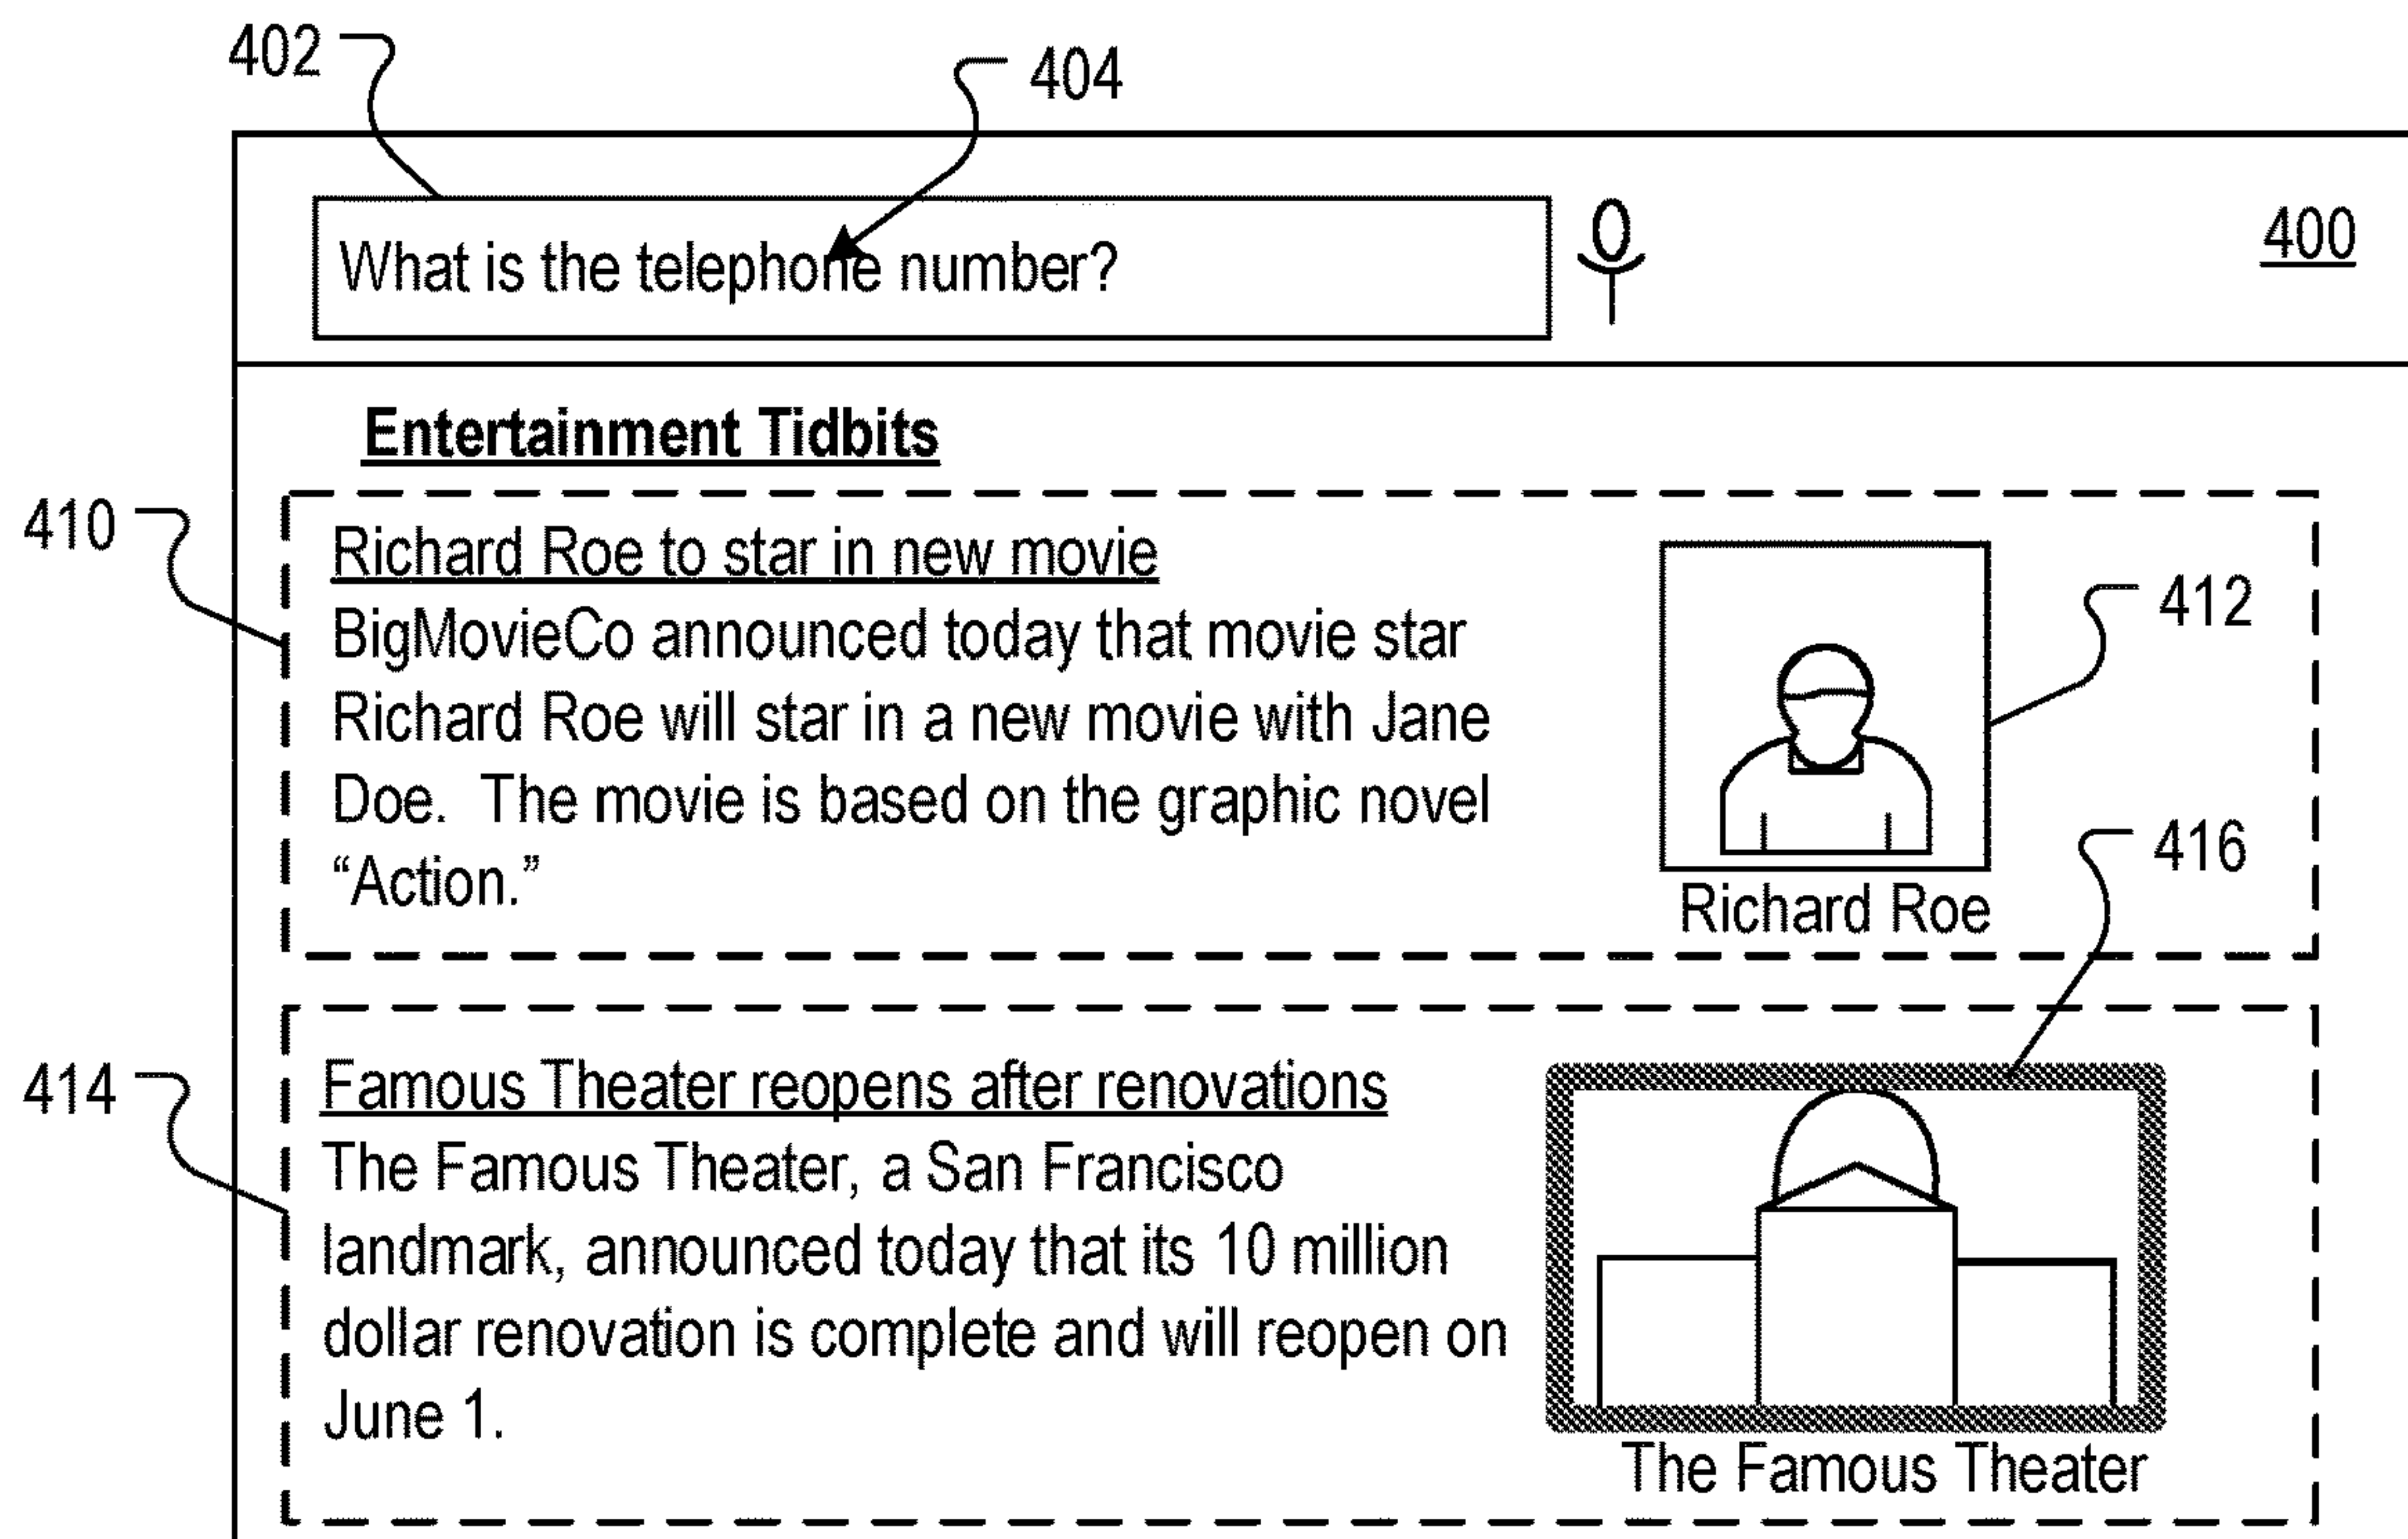 402
404
What is the telephone number?
400
Entertainment Tidbits
410
Richard Roe to star in new movie
BigMovieCo announced today that movie star
Richard Roe will star in a new movie with Jane
Doe. The movie is based on the graphic novel
“Action.”
412
Richard Roe
416
414
Famous Theater reopens after renovations
The Famous Theater, a San Francisco
landmark, announced today that its 10 million
dollar renovation is complete and will reopen on
June 1.
The Famous Theater